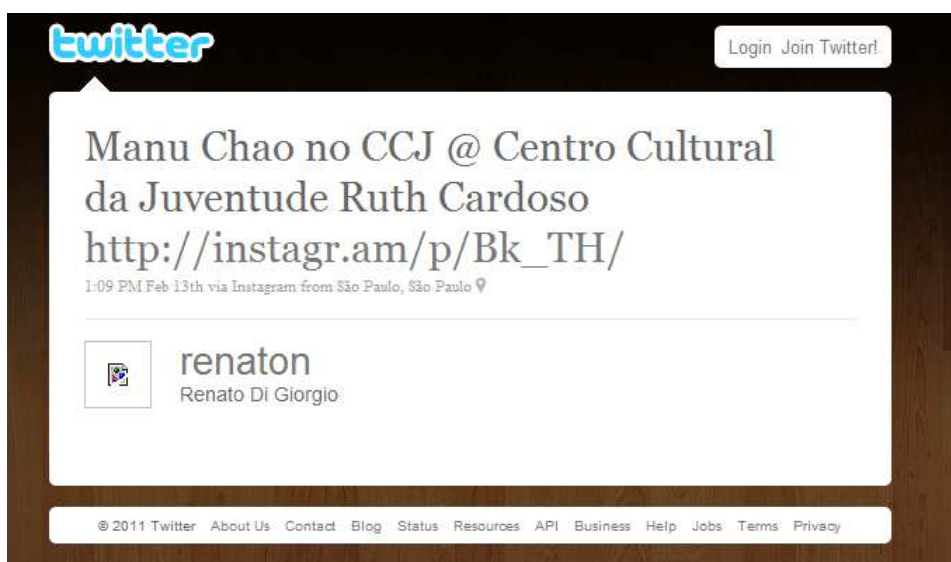 twitter
Login Join Twitter!
Manu Chao no CCJ @ Centro Cultural
da Juventude Ruth Cardoso
http://instagr.am/p/Bk_TH/
1:09 PM Feb 13th via Instagram from São Paulo, São Paulo
renaton
Renato Di Giorgio
© 2011 Twitter About Us Contact Blog Status Resources API Business Help Jobs Terms Privacy